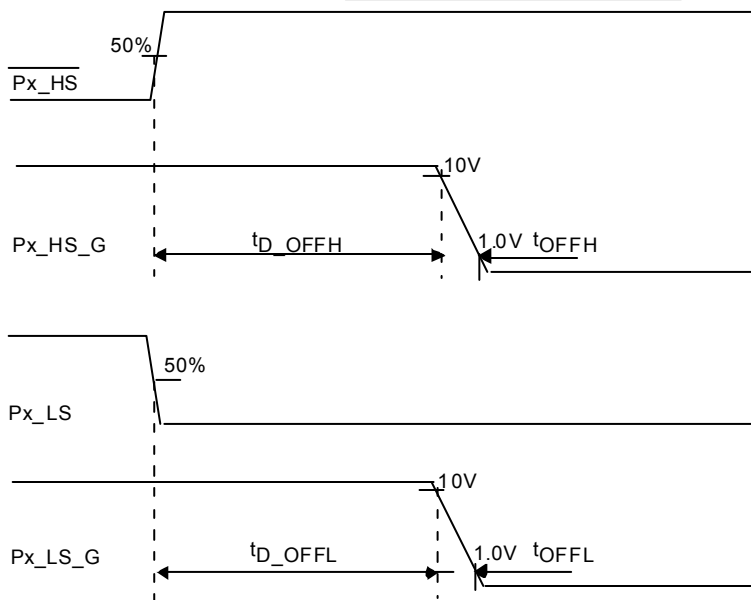 50%
Px_HS
10V
Px_HS_G
tD_OFFH
1.0V
tOFFH
50%
Px_LS
10V
Px_LS_G
tD_OFFL
1.0V
tOFFL